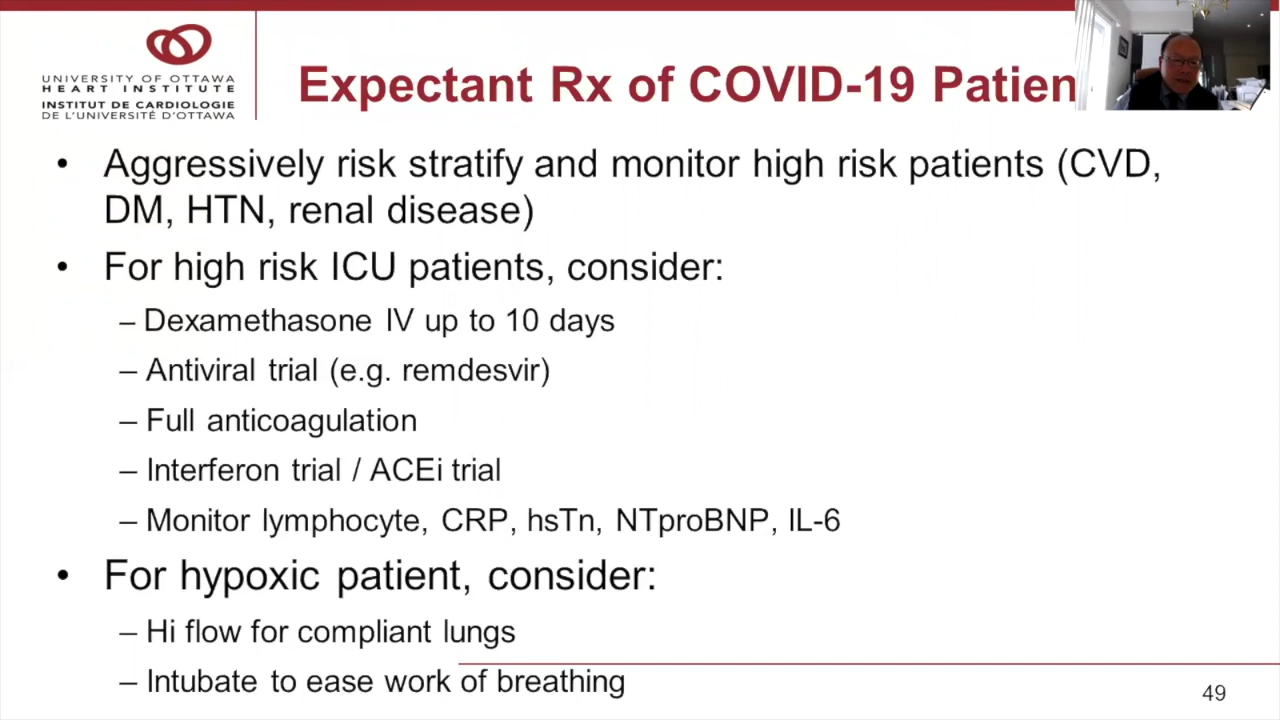 UNIVERSITY OF OTTAWA
HEART INSTITUTE
INSTITUT DE CARDIOLOGIE
DE L'UNIVERSITÉ D'OTTAWA
Expectant Rx of COVID-19 Patien
• Aggressively risk stratify and monitor high risk patients (CVD,
DM, HTN, renal disease)
• For high risk ICU patients, consider:
– Dexamethasone IV up to 10 days
– Antiviral trial (e.g. remdesvir)
– Full anticoagulation
– Interferon trial / ACEi trial
– Monitor lymphocyte, CRP, hsTn, NTproBNP, IL-6
• For hypoxic patient, consider:
– Hi flow for compliant lungs
– Intubate to ease work of breathing
49